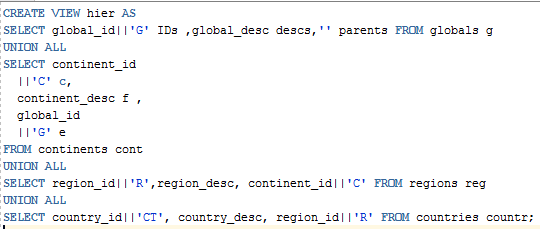 CREATE VIEW hier AS
SELECT global_id||'G' IDs ,global_desc descs,'' parents FROM globals g
UNION ALL
SELECT continent_id
||'C' c,
continent_desc f ,
global_id
||'G' e
FROM continents cont
UNION ALL
SELECT region_id||'R',region_desc, continent_id||'C' FROM regions reg
UNION ALL
SELECT country_id||'CT', country_desc, region_id||'R' FROM countries countr;